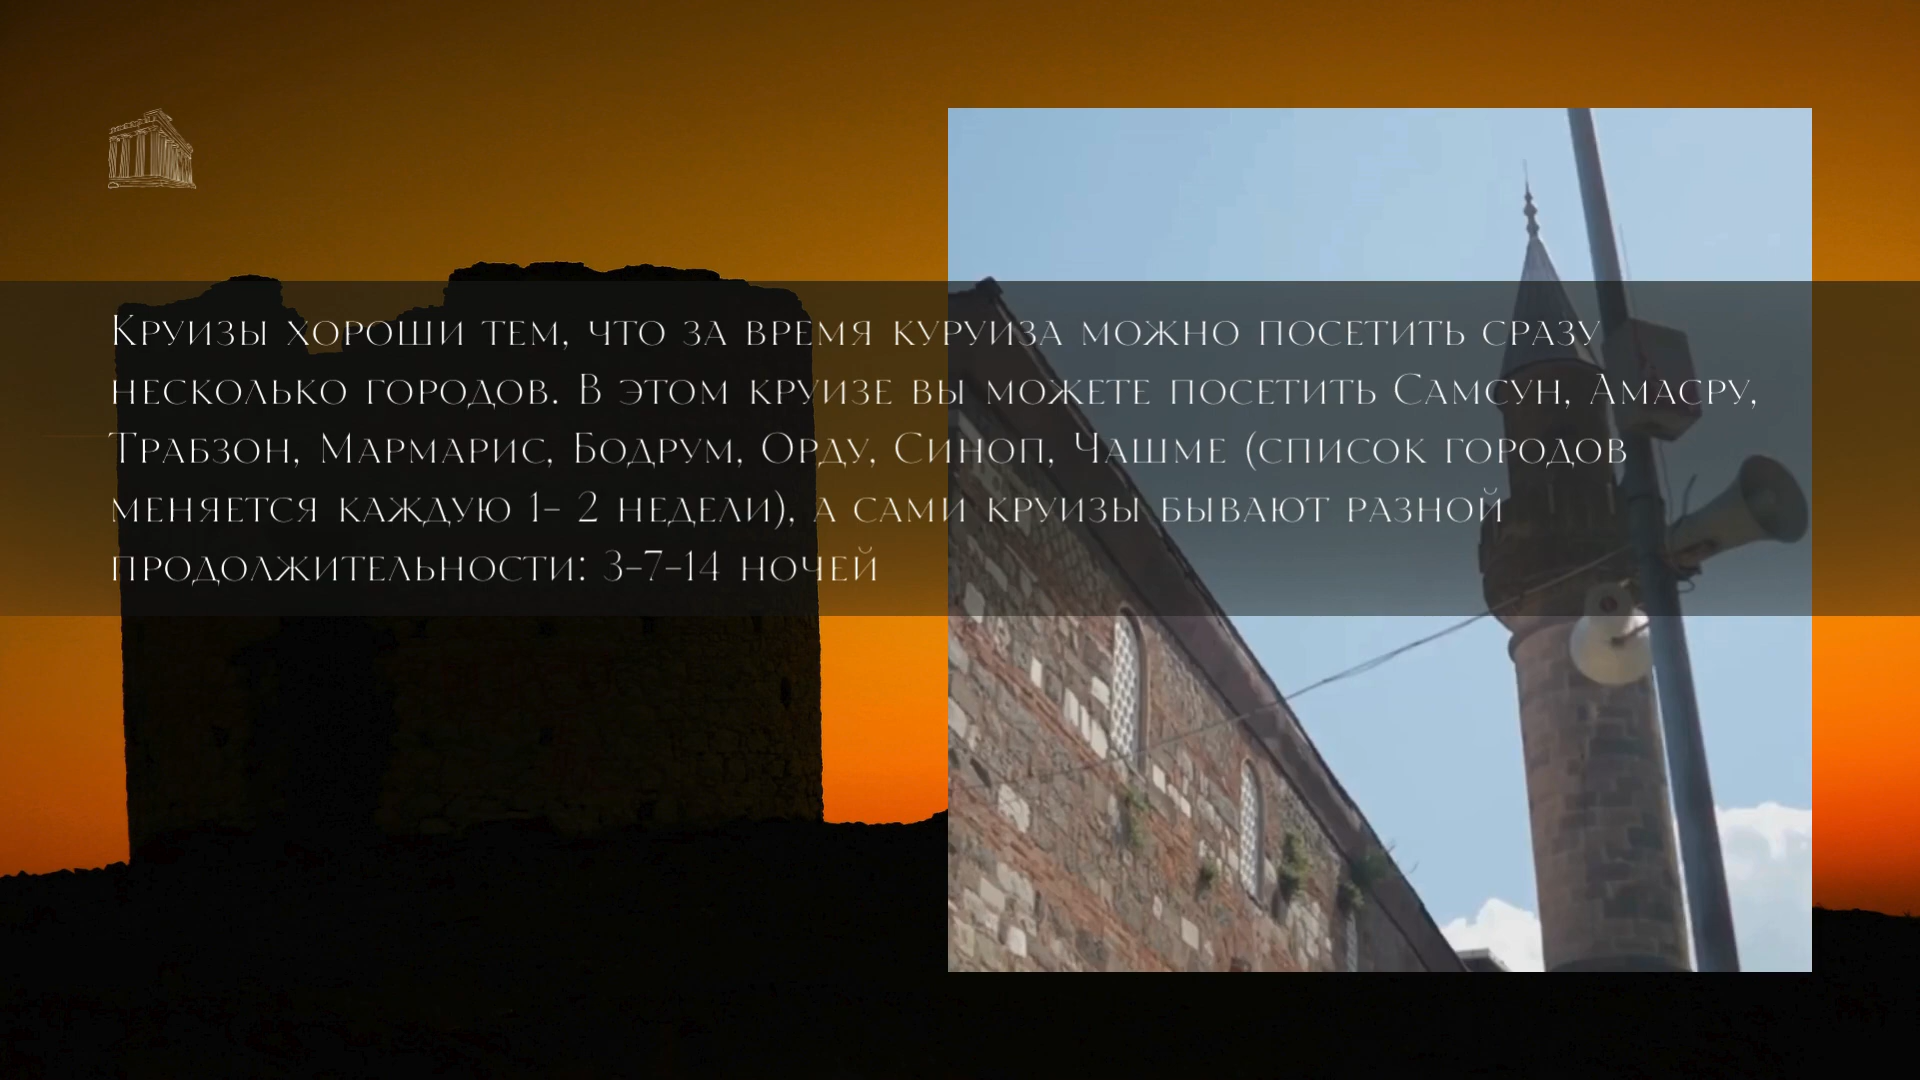 Круизы хороши тем, что за время куруиза можно посетить сразу
несколько городов. В этом круизе вы можете посетить Самсун, Амасру,
Трабзон, Мармарис, Бодрум, Орду, Синоп, Чашме (список городов
меняется каждую 1- 2 недели), а сами круизы бывают разной
продолжительности: 3-7-14 ночей